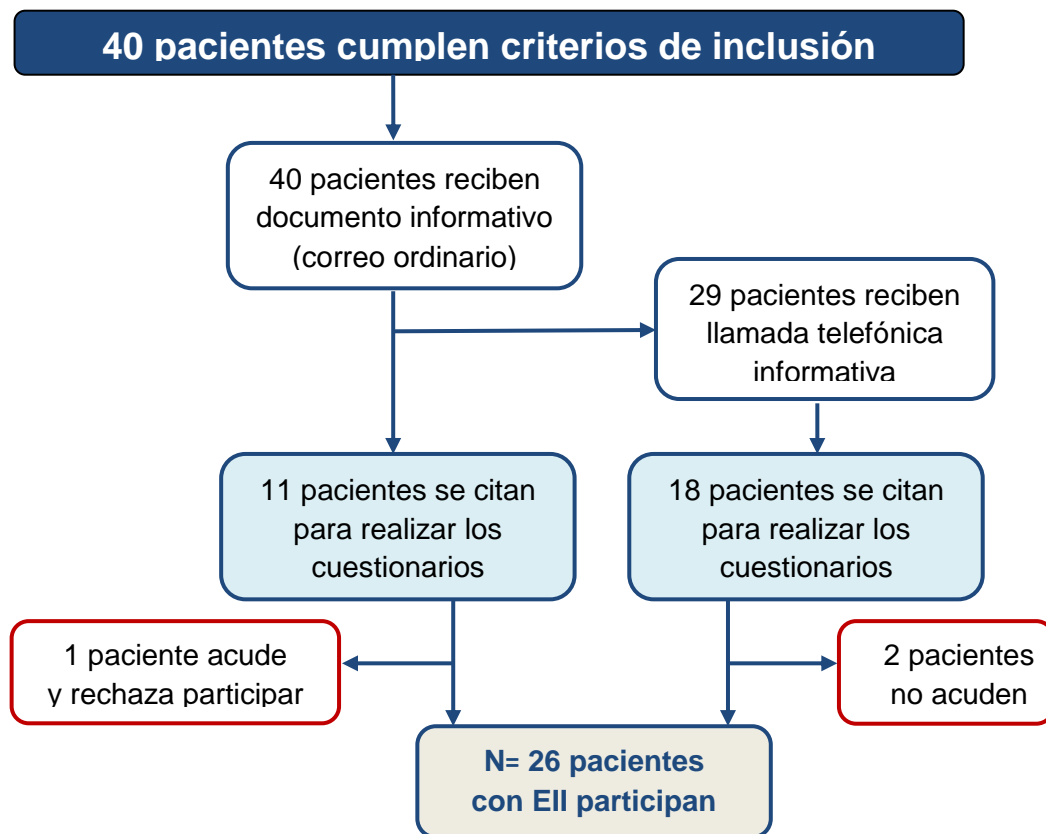 40 pacientes cumplen criterios de inclusión
40 pacientes reciben
documento informativo
(correo ordinario)
29 pacientes reciben
llamada telefónica
informativa
11 pacientes se citan
para realizar los
cuestionarios
18 pacientes se citan
para realizar los
cuestionarios
1 paciente acude
y rechaza participar
2 pacientes
no acuden
N= 26 pacientes
con EII participan